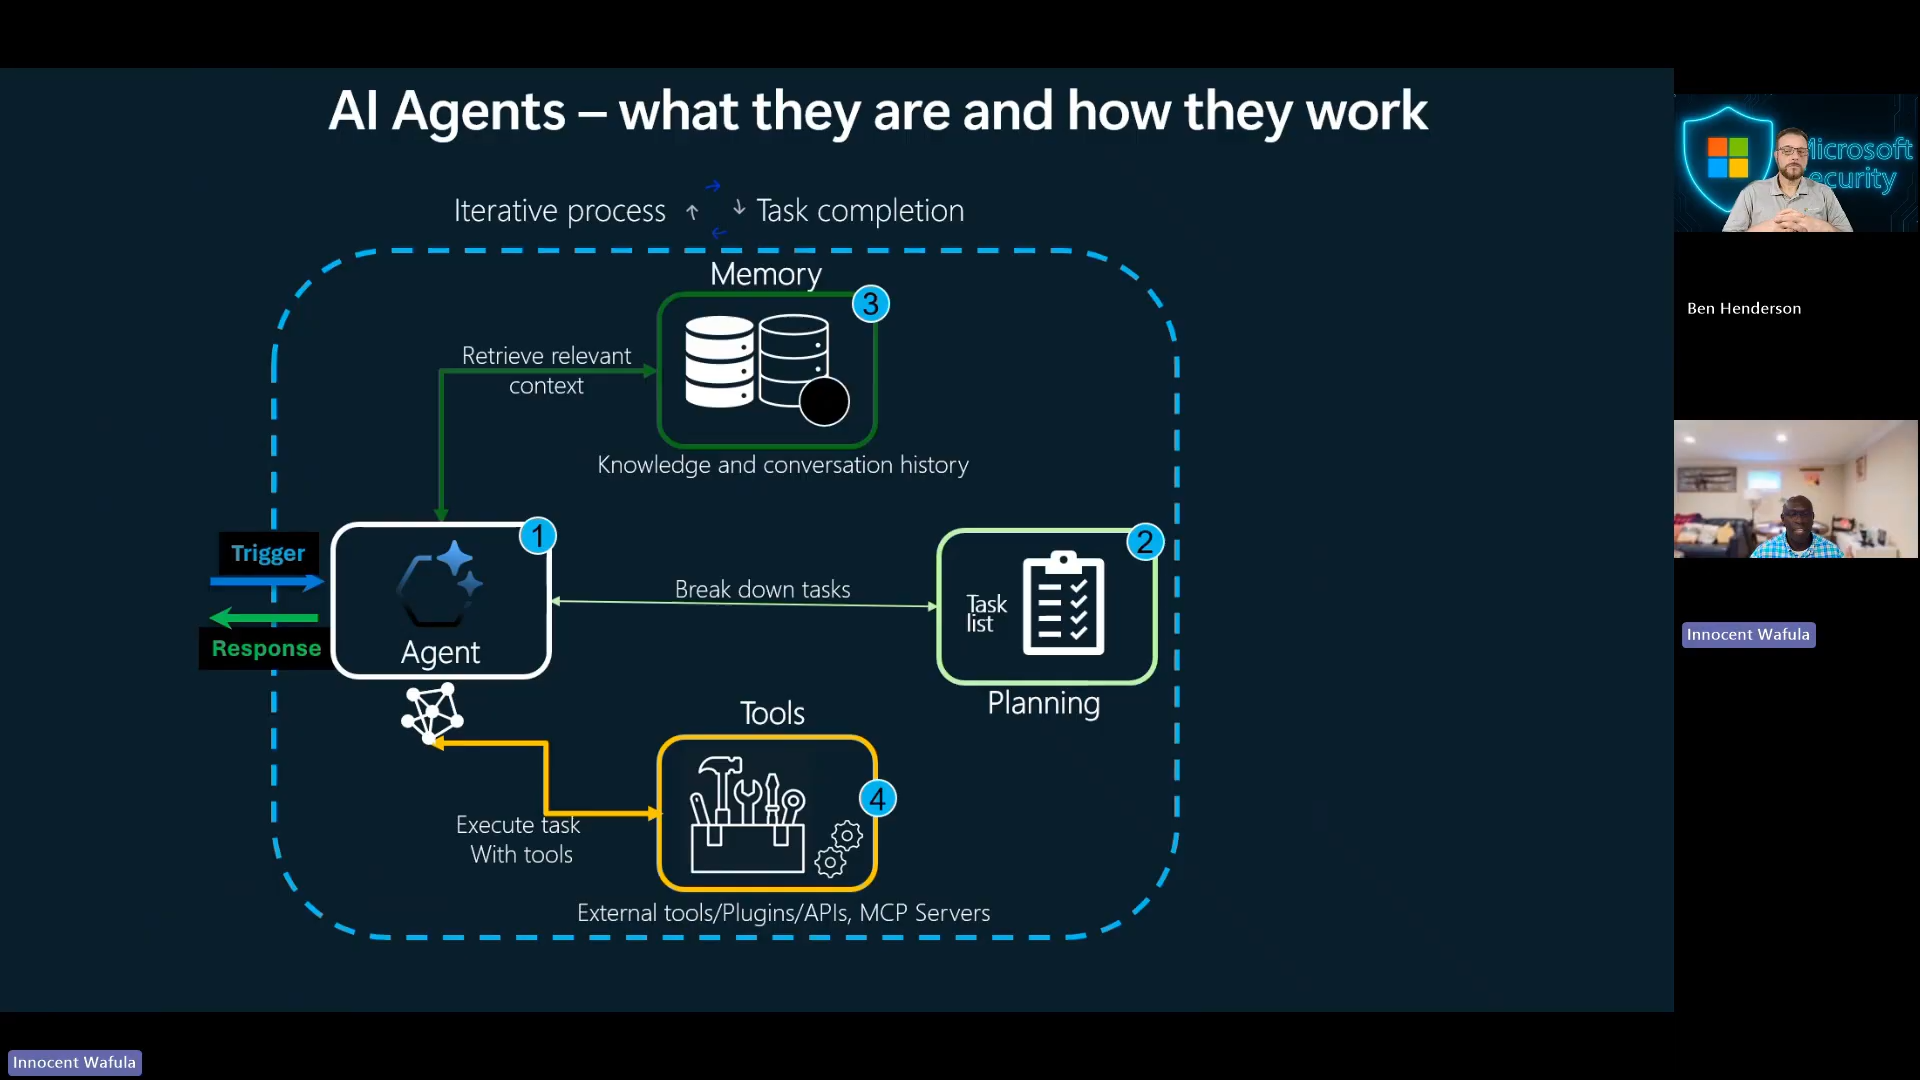 AI Agents – what they are and how they work
Iterative process
Task completion
Memory
3
Retrieve relevant
context
Knowledge and conversation history
Trigger
Response
1
Agent
Break down tasks
2
Task
list
Planning
Tools
4
Execute task
With tools
External tools/Plugins/APIs, MCP Servers
Microsoft
Security
Ben Henderson
Innocent Wafula
Innocent Wafula